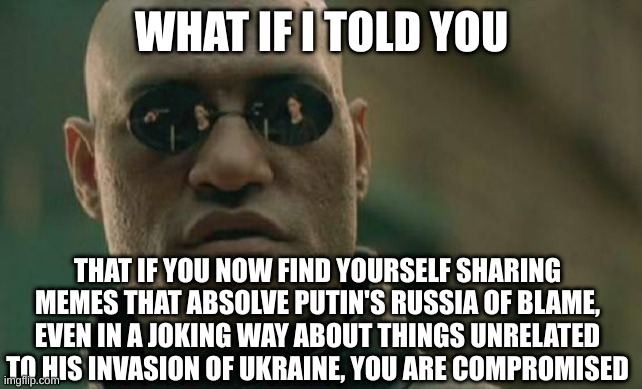 WHAT IF I TOLD YOU
THAT IF YOU NOW FIND YOURSELF SHARING
MEMES THAT ABSOLVE PUTIN'S RUSSIA OF BLAME,
EVEN IN A JOKING WAY ABOUT THINGS UNRELATED
TO HIS INVASION OF UKRAINE, YOU ARE COMPROMISED
imgflip.com